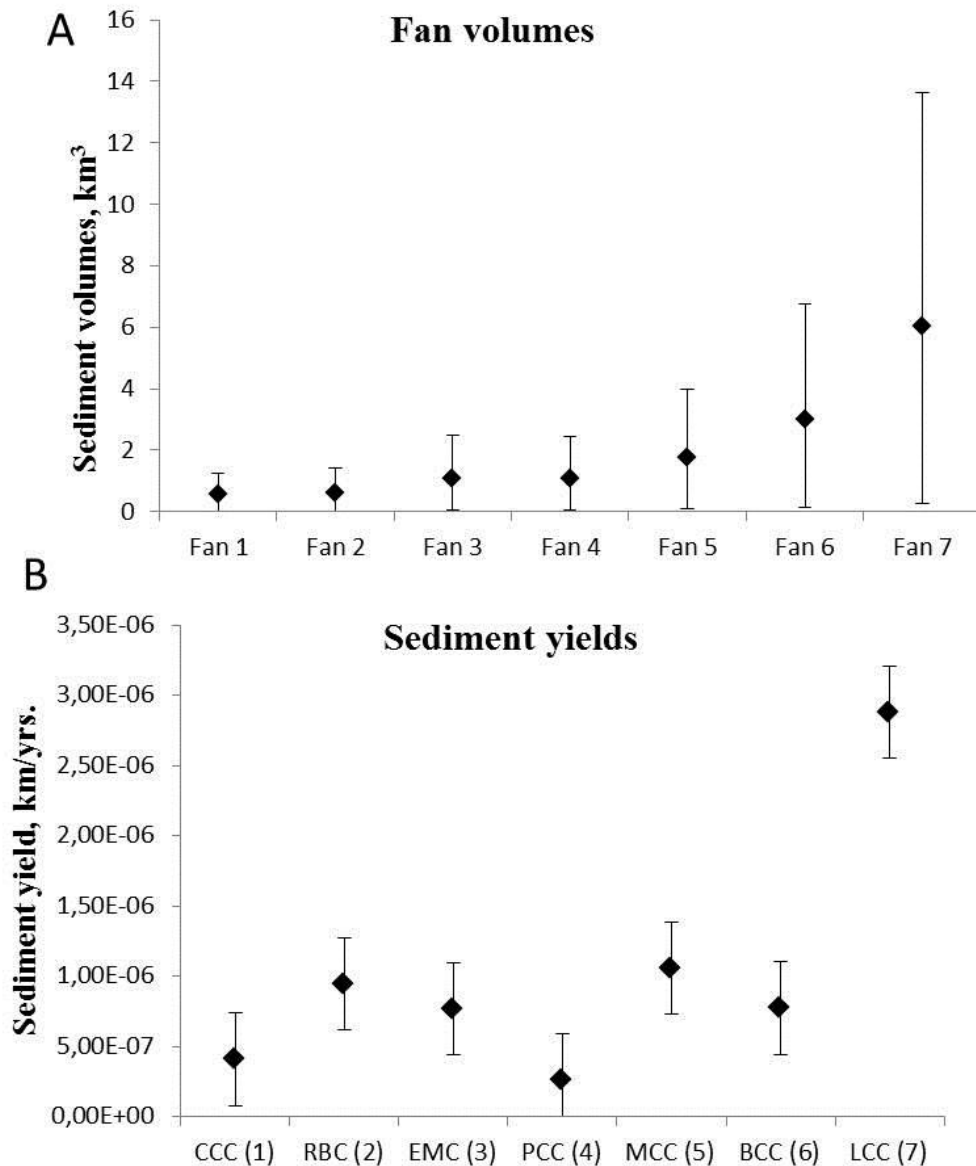 A
Fan volumes
Sediment volumes, km³
16
14
12
10
8
6
4
2
0
Fan 1 Fan 2 Fan 3 Fan 4 Fan 5 Fan 6 Fan 7
B
Sediment yields
Sediment yield, km/yrs.
3,50E-06
3,00E-06
2,50E-06
2,00E-06
1,50E-06
1,00E-06
5,00E-07
0,00E+00
CCC (1) RBC (2) EMC (3) PCC (4) MCC (5) BCC (6) LCC (7)